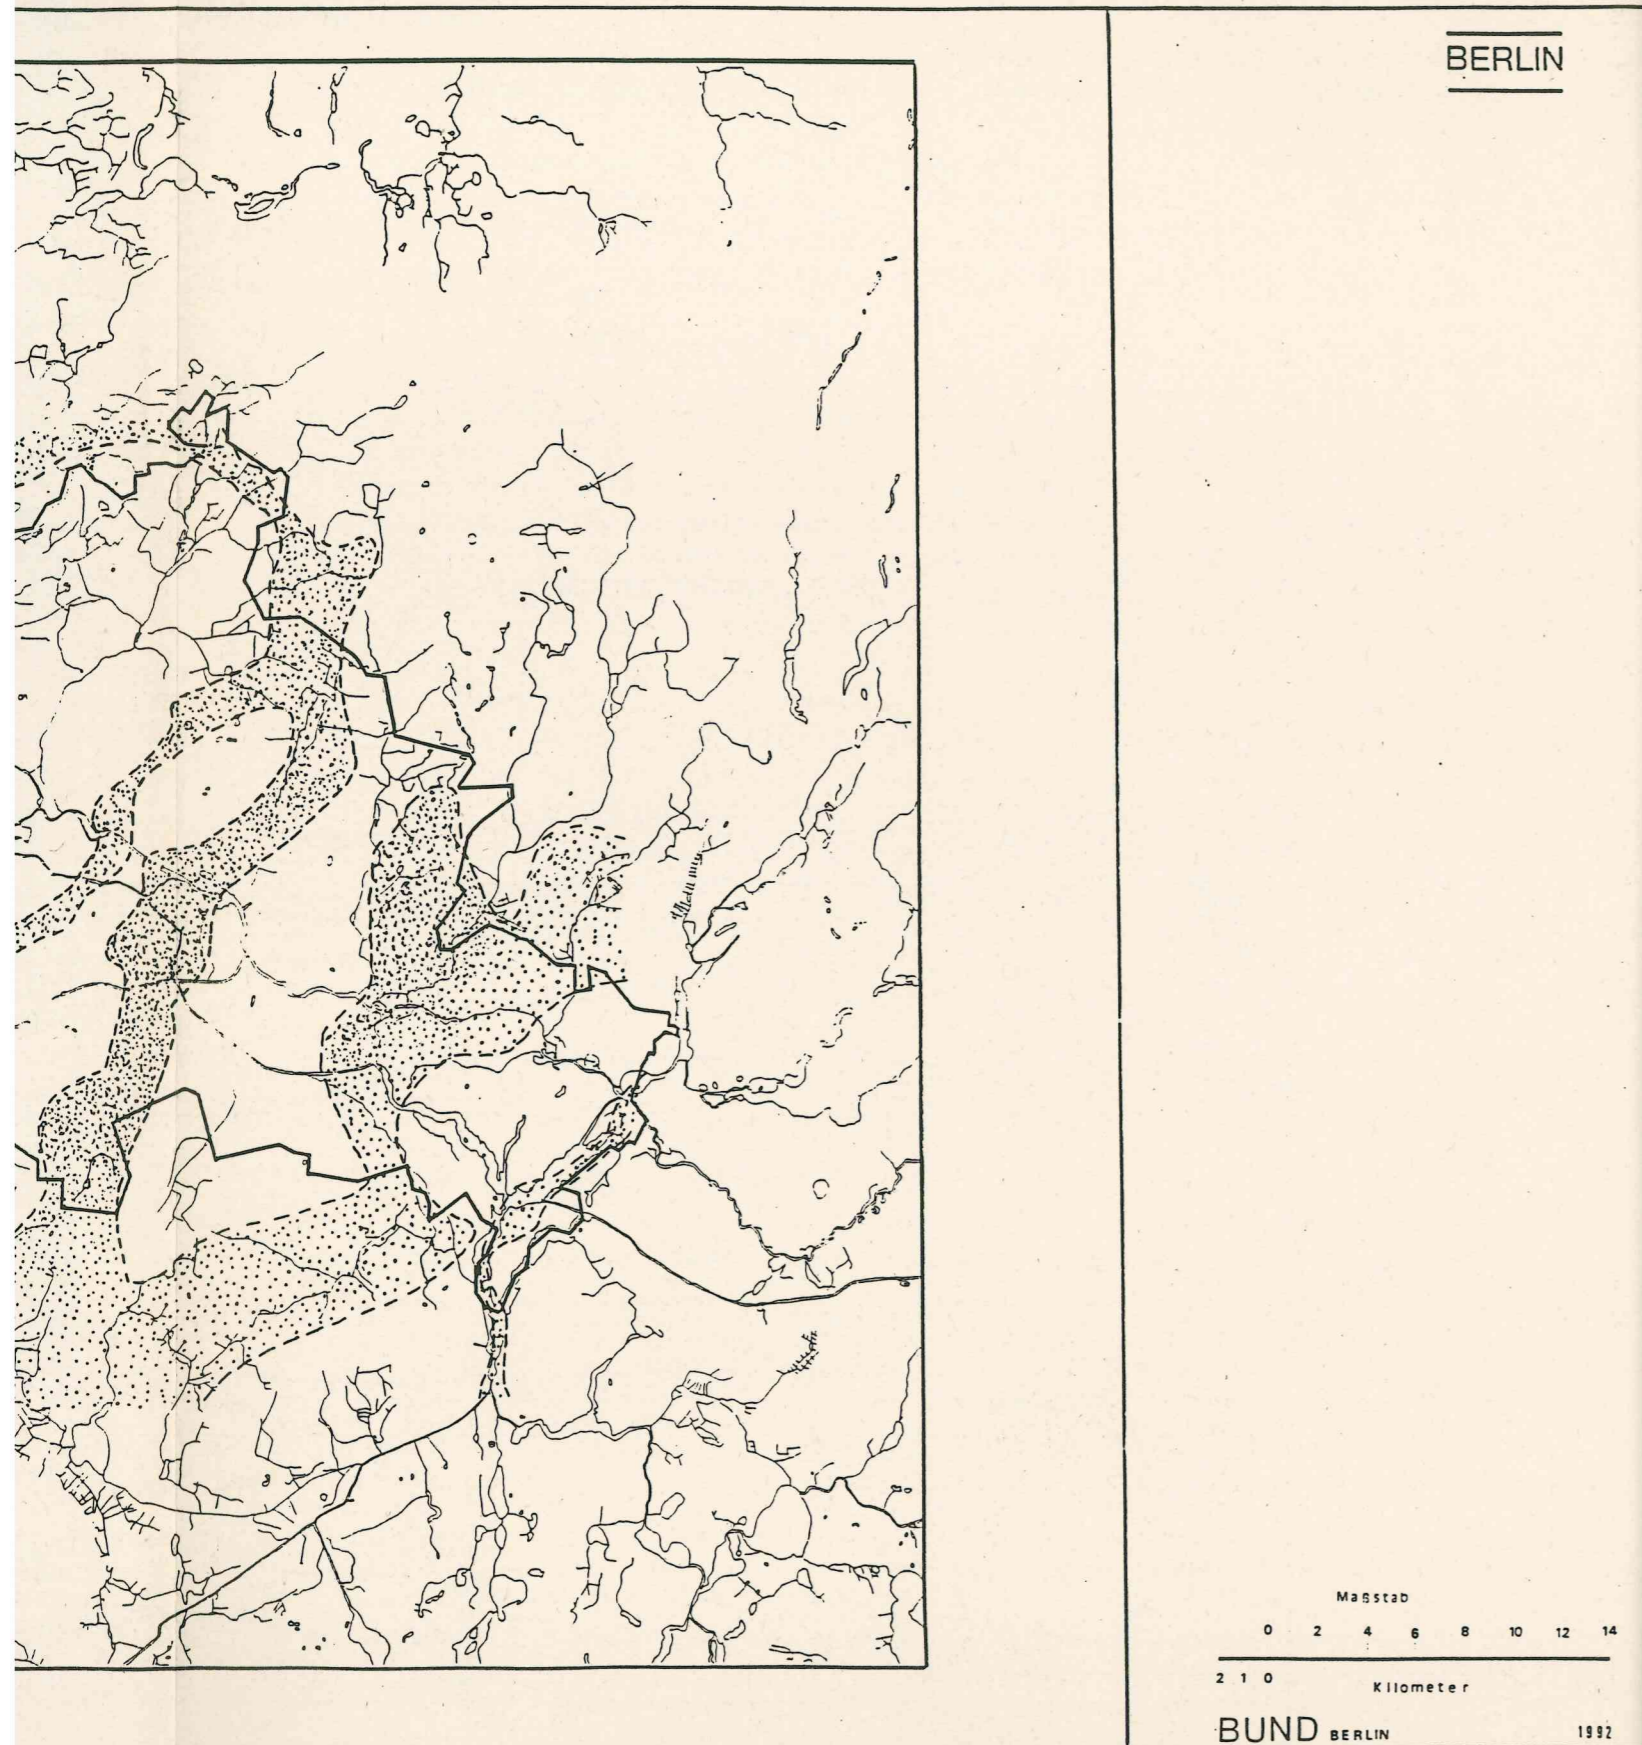 BERLIN
Maßstab
0 2 4 6 8 10 12 14
2 1 0
Kilometer
BUND BERLIN 1992